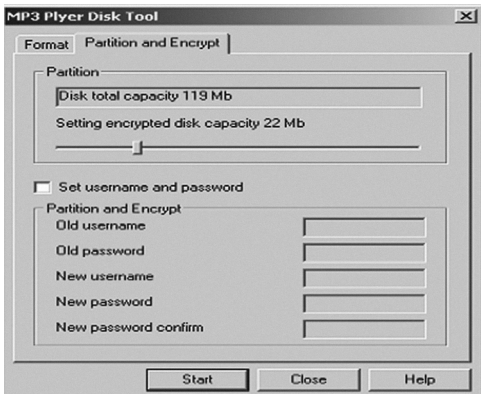 MP3 Plyer Disk Tool
Format Partition and Encrypt
Partition
Disk total capacity 119 Mb
Setting encrypted disk capacity 22 Mb
Set username and password
Partition and Encrypt
Old username
Old password
New username
New password
New password confirm
Start Close Help